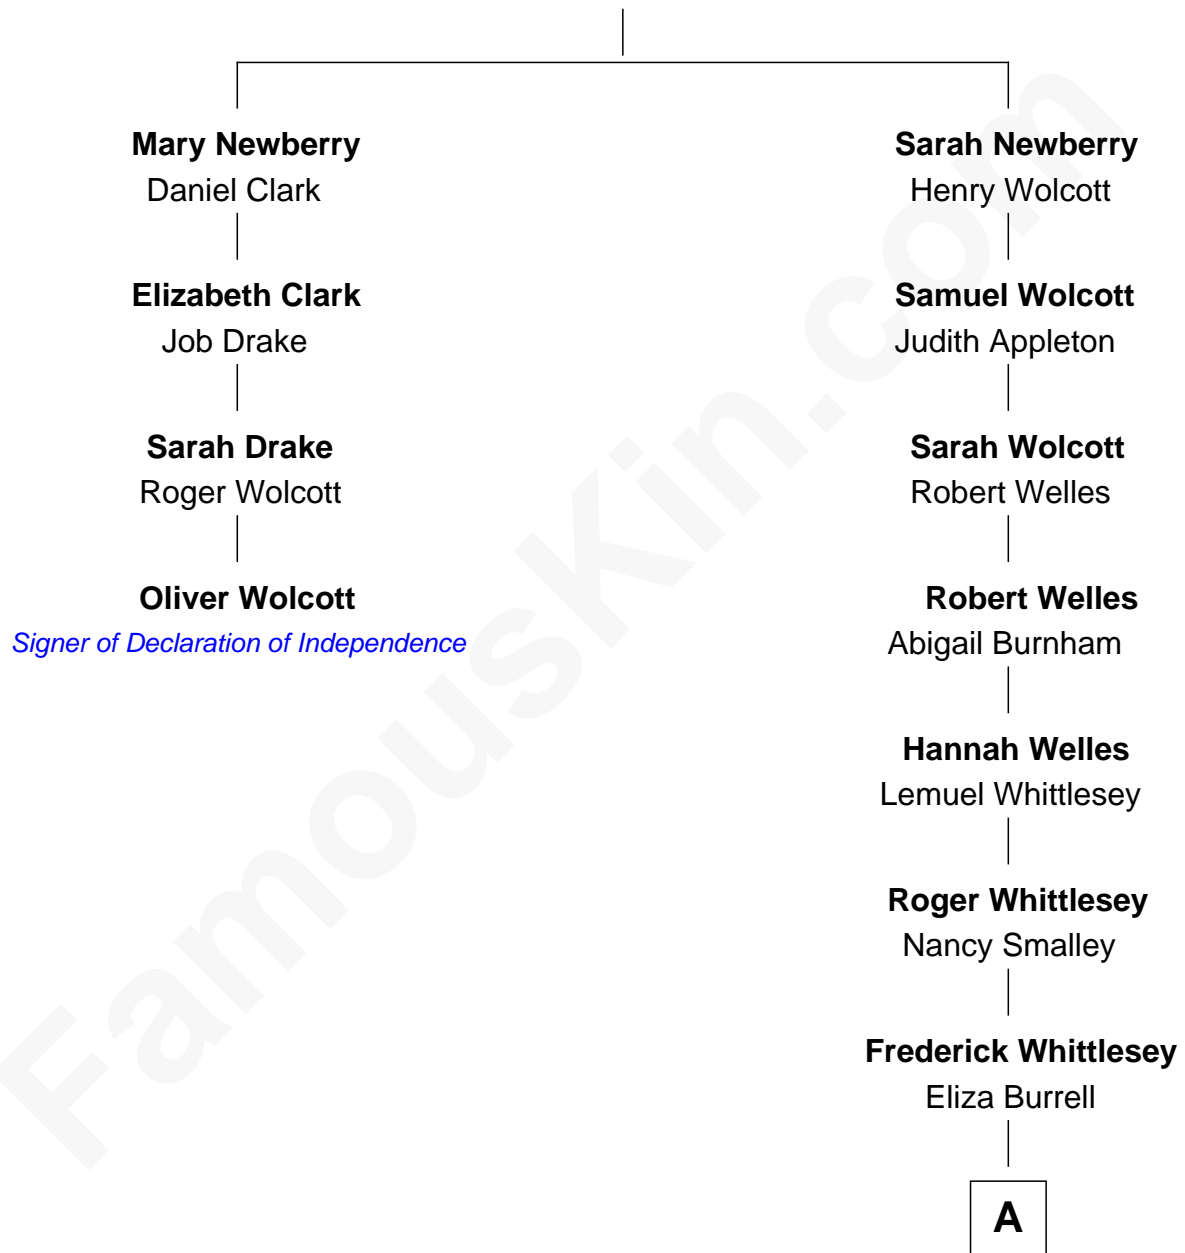 Mary Newberry
Daniel Clark
Elizabeth Clark
Job Drake
Sarah Drake
Roger Wolcott
Oliver Wolcott
Signer of Declaration of Independence
Sarah Newberry
Henry Wolcott
Samuel Wolcott
Judith Appleton
Sarah Wolcott
Robert Welles
Robert Welles
Abigail Burnham
Hannah Welles
Lemuel Whittlesey
Roger Whittlesey
Nancy Smalley
Frederick Whittlesey
Eliza Burrell
A
FamousKin.com